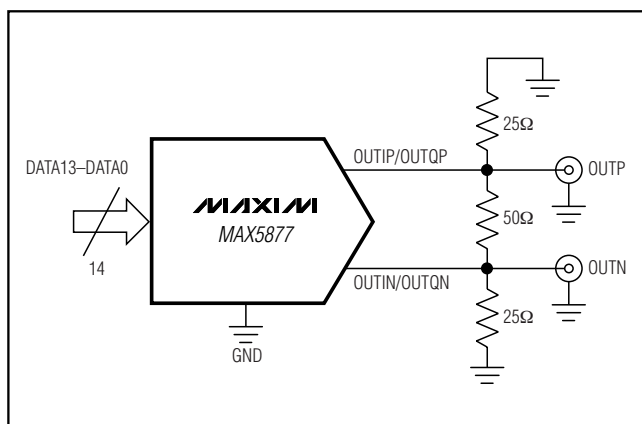 25Ω
OUTIP/OUTQP
OUTP
DATA13–DATA0
MAXIM
MAX5877
50Ω
14
OUTIN/OUTQN
OUTN
25Ω
GND